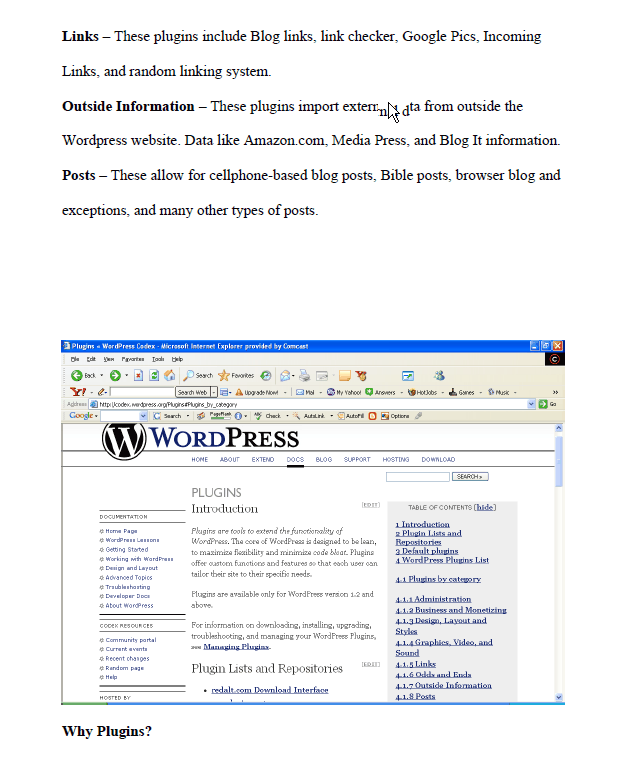 Links – These plugins include Blog links, link checker, Google Pics, Incoming
Links, and random linking system.
Outside Information – These plugins import from outside the
Wordpress website. Data like Amazon.com, Media Press, and Blog It information.
Posts – These allow for cellphone-based blog posts, Bible posts, browser blog and
exceptions, and many other types of posts.
Plugins « WordPress Codex - Microsoft Internet Explorer provided by Comcast
File Edit View Favorites Tools Help
Back Search Favorites
Y! Search Web Upgrade Now! Mail My Yahoo! Answers HotJobs Games Music »
Address http://codex.wordpress.org/Plugins#Plugins_by_category Go
Google Search PageRank Check AutoLink AutoFill Options
WORDPRESS
HOME ABOUT EXTEND DOCS BLOG SUPPORT HOSTING DOWNLOAD
SEARCH »
PLUGINS
Introduction [EDIT]
Plugins are tools to extend the functionality of
WordPress. The core of WordPress is designed to be lean,
to maximize flexibility and minimize code bloat. Plugins
offer custom functions and features so that each user can
tailor their site to their specific needs.
Plugins are available only for WordPress version 1.2 and
above.
For information on downloading, installing, upgrading,
troubleshooting, and managing your WordPress Plugins,
see Managing Plugins.
Plugin Lists and Repositories [EDIT]
• redalt.com Download Interface
DOCUMENTATION
Home Page
WordPress Lessons
Getting Started
Working with WordPress
Design and Layout
Advanced Topics
Troubleshooting
Developer Docs
About WordPress
CODEX RESOURCES
Community portal
Current events
Recent changes
Random page
Help
HOSTED BY
TABLE OF CONTENTS [hide]
1 Introduction
2 Plugin Lists and
Repositories
3 Default plugins
4 WordPress Plugins List
4.1 Plugins by category
4.1.1 Administration
4.1.2 Business and Monetizing
4.1.3 Design, Layout and
Styles
4.1.4 Graphics, Video, and
Sound
4.1.5 Links
4.1.6 Odds and Ends
4.1.7 Outside Information
4.1.8 Posts
Why Plugins?